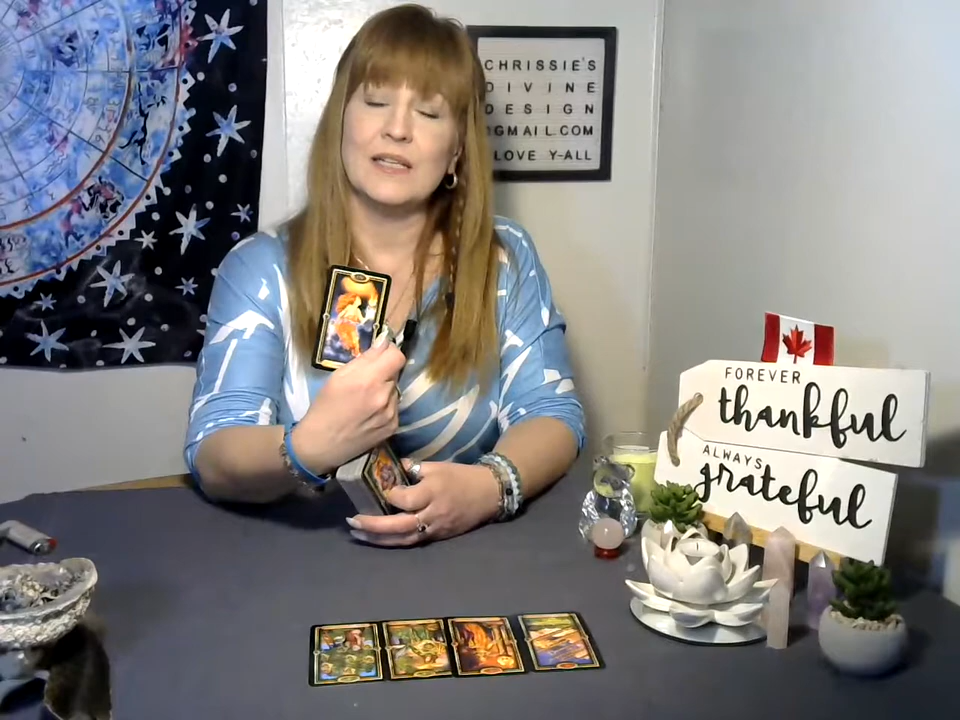 CHRISSIE'S
DIVINE
DESIGN
@GMAIL.COM
LOVE Y-ALL
FOREVER
thankful
ALWAYS
grateful